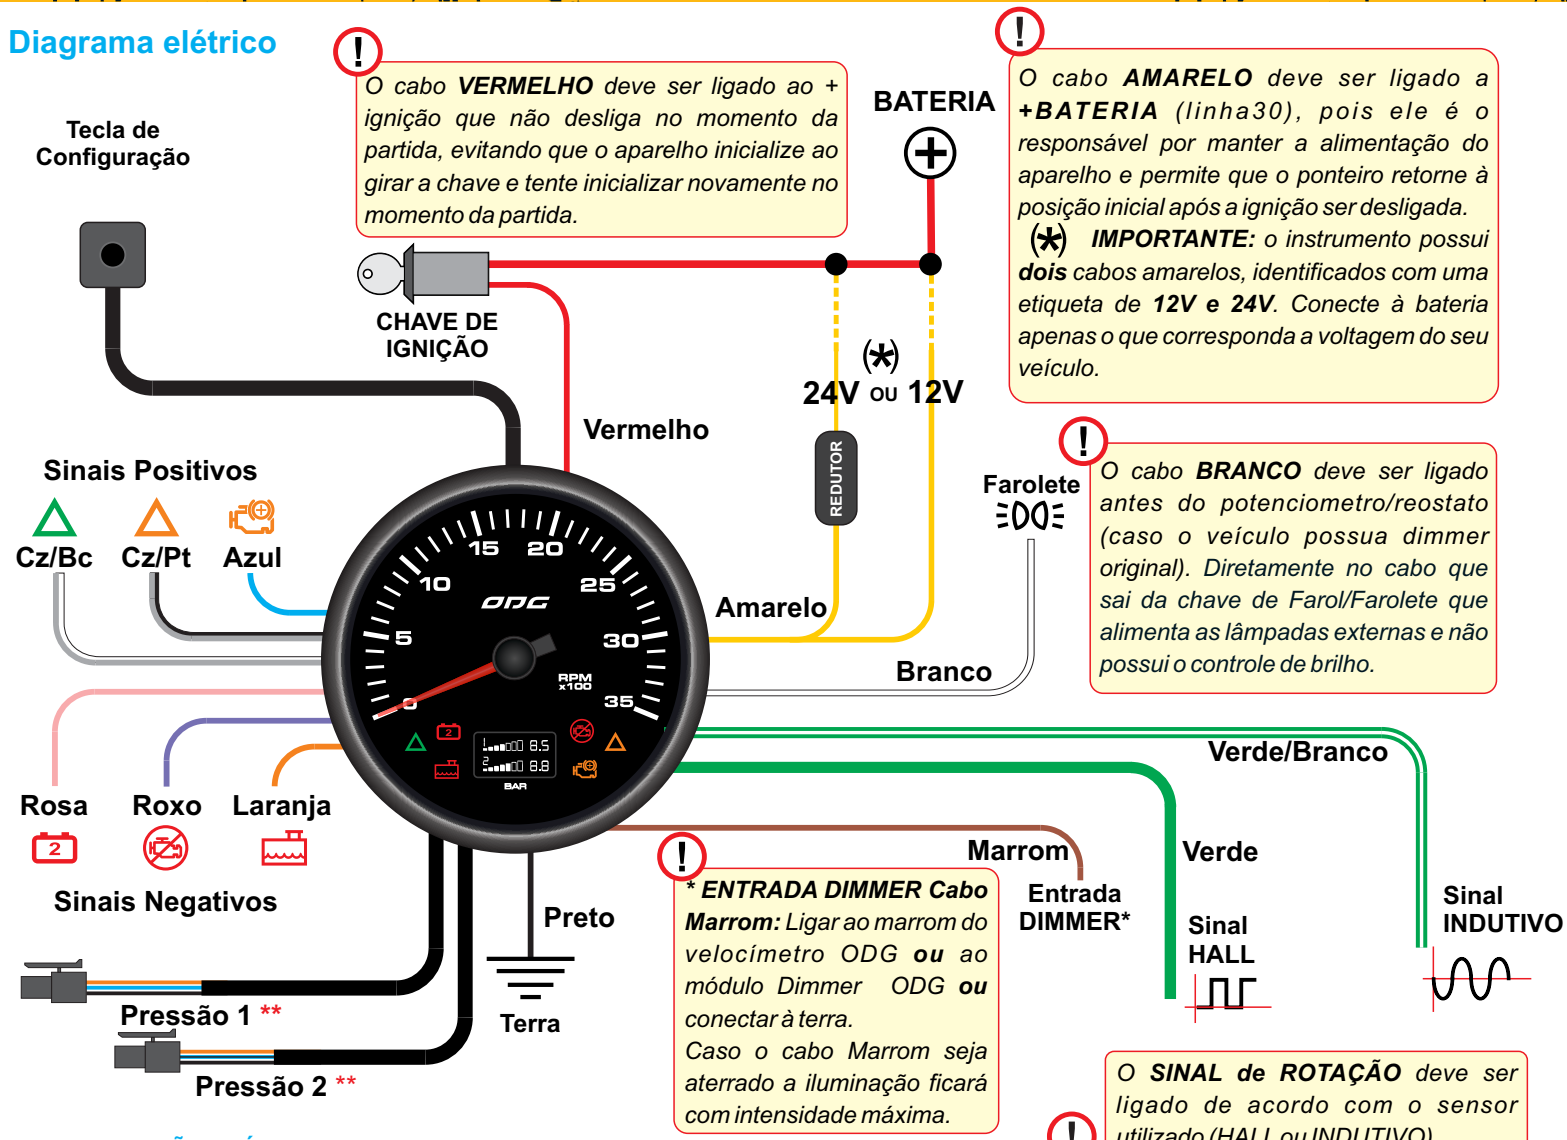 Diagrama elétrico
O cabo VERMELHO deve ser ligado ao +
ignição que não desliga no momento da
partida, evitando que o aparelho inicialize ao
girar a chave e tente inicializar novamente no
momento da partida.
BATERIA
O cabo AMARELO deve ser ligado a
+BATERIA (linha30), pois ele é o
responsável por manter a alimentação do
aparelho e permite que o ponteiro retorne à
posição inicial após a ignição ser desligada.
(*) IMPORTANTE: o instrumento possui
dois cabos amarelos, identificados com uma
etiqueta de 12V e 24V. Conecte à bateria
apenas o que corresponda a voltagem do seu
veículo.
Tecla de
Configuração
CHAVE DE
IGNIÇÃO
(*)
24V OU 12V
Vermelho
REDUTOR
Farolete
O cabo BRANCO deve ser ligado
antes do potenciometro/reostato
(caso o veículo possua dimmer
original). Diretamente no cabo que
sai da chave de Farol/Farolete que
alimenta as lâmpadas externas e não
possui o controle de brilho.
Sinais Positivos
Cz/Bc
Cz/Pt
Azul
0
5
10
15
20
25
30
35
ODG
RPM
x100
2
1 8.5
2 8.8
BAR
Amarelo
Branco
Verde/Branco
Rosa
Roxo
Laranja
2
Sinais Negativos
Marrom
Entrada
DIMMER*
Verde
Sinal
HALL
Sinal
INDUTIVO
* ENTRADA DIMMER Cabo
Marrom: Ligar ao marrom do
velocímetro ODG ou ao
módulo Dimmer ODG ou
conectar à terra.
Caso o cabo Marrom seja
aterrado a iluminação ficará
com intensidade máxima.
Preto
Terra
Pressão 1 **
Pressão 2 **
O SINAL de ROTAÇÃO deve ser
ligado de acordo com o sensor
utilizado (HALL ou INDUTIVO)